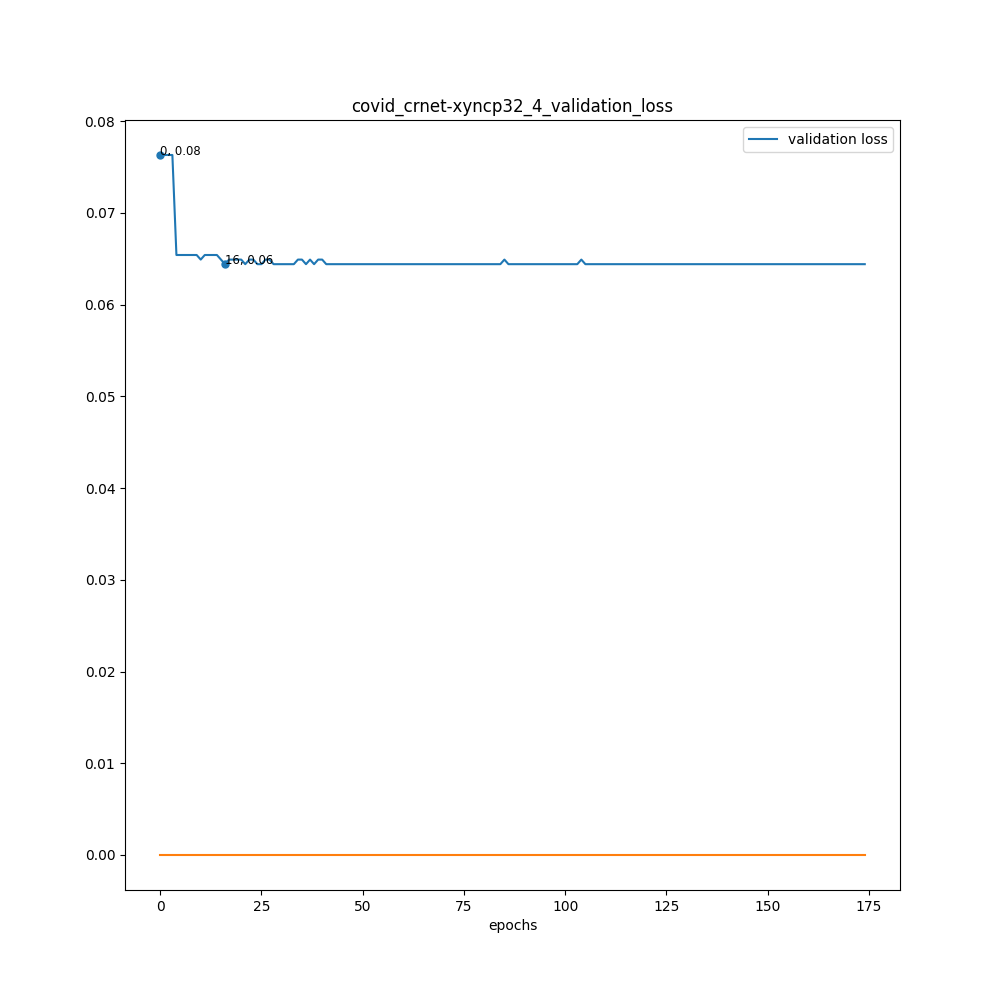 covid_crnet-xyncp32_4_validation_loss
0.08
validation loss
0, 0.08
0.07
16, 0.06
0.06
0.05
0.04
0.03
0.02
0.01
0.00
0 25 50 75 100 125 150 175
epochs